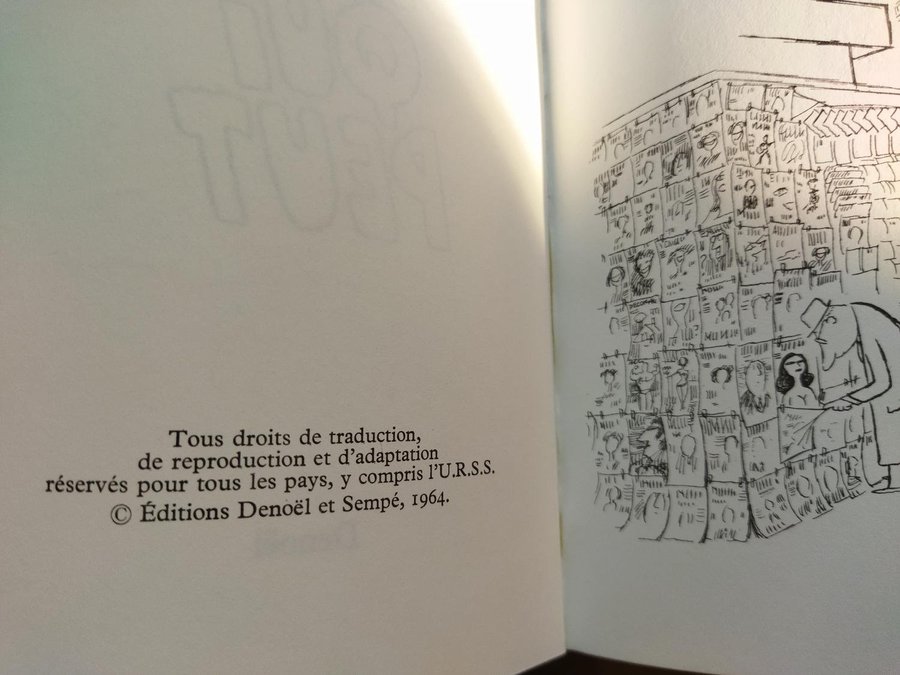 Tous droits de traduction,
de reproduction et d'adaptation
réservés pour tous les pays, y compris l'U.R.S.S.
© Éditions Denoël et Sempé, 1964.